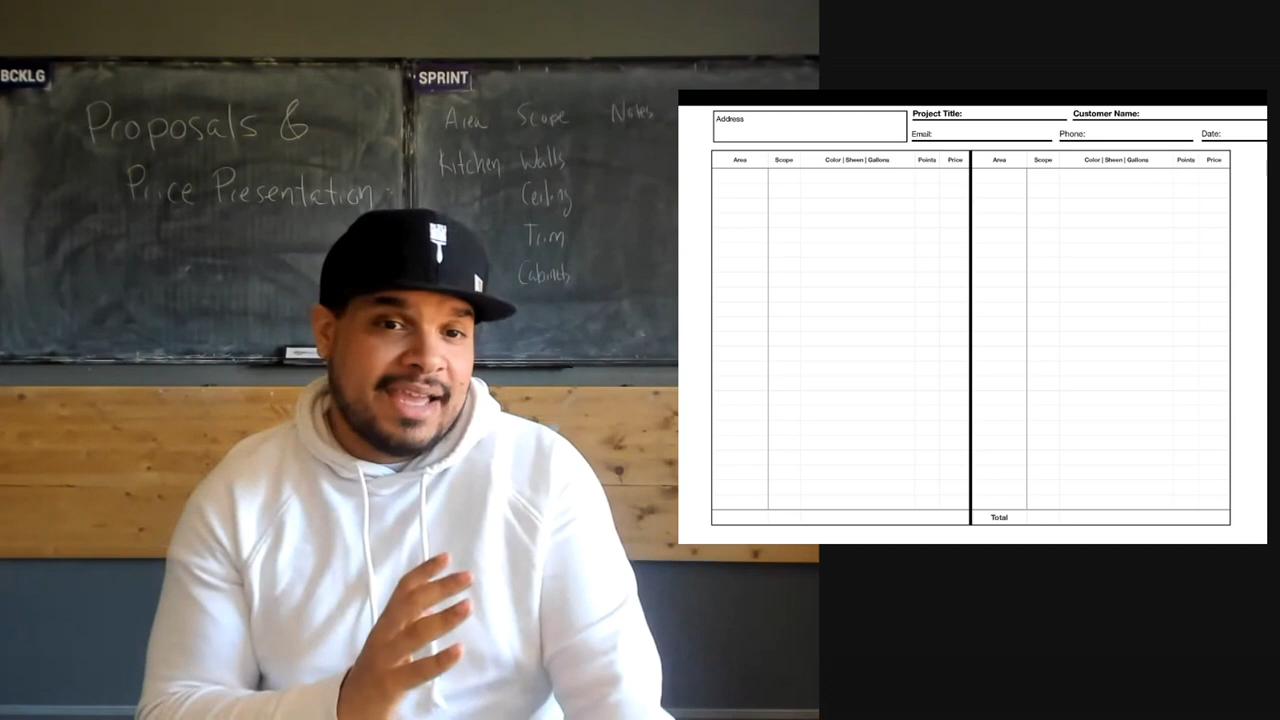 BCKLG
SPRINT
Proposals &
Price Presentation
Area Scope Notes
Kitchen Walls
Ceiling
Trim
Cabinets
Address
Project Title: Customer Name:
Email: Phone: Date:
Area Scope Color | Sheen | Gallons Points Price Area Scope Color | Sheen | Gallons Points Price
Total